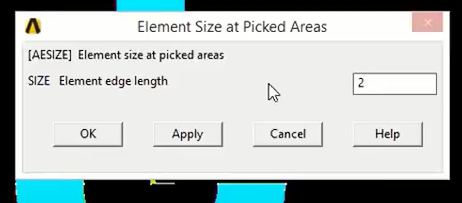 Element Size at Picked Areas
[AESIZE] Element size at picked areas
SIZE Element edge length 2
OK Apply Cancel Help